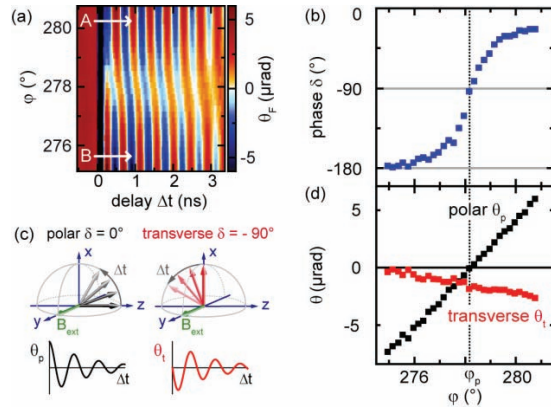 (a)
280
278
276
φ (°)
A
B
0
1
2
3
delay Δt (ns)
5
0
-5
θF (µrad)
(b)
0
-90
-180
phase δ (°)
(c)
polar δ = 0°
transverse δ = - 90°
x
Δt
z
y
Bext
x
Δt
z
y
Bext
θp
Δt
θt
Δt
(d)
5
0
-5
θ (µrad)
polar θp
transverse θt
276
φp
280
φ (°)